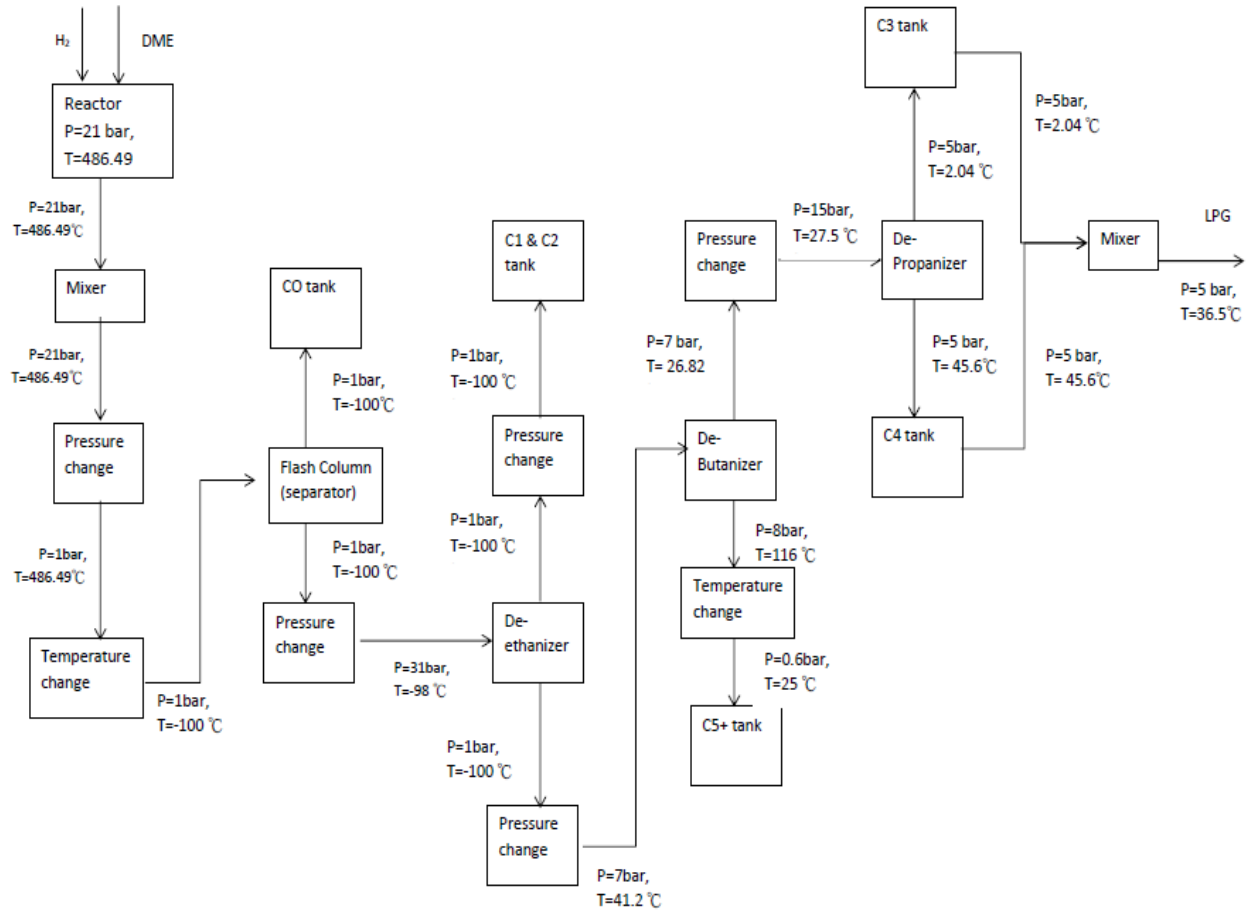 H₂
DME
Reactor
P=21 bar,
T=486.49
P=21bar,
T=486.49℃
Mixer
P=21bar,
T=486.49℃
Pressure
change
P=1bar,
T=486.49℃
Temperature
change
P=1bar,
T=-100 ℃
CO tank
P=1bar,
T=-100℃
Flash Column
(separator)
P=1bar,
T=-100 ℃
Pressure
change
P=31bar,
T=-98 ℃
C1 & C2
tank
P=1bar,
T=-100 ℃
Pressure
change
P=1bar,
T=-100 ℃
De-
ethanizer
P=1bar,
T=-100 ℃
Pressure
change
P=7bar,
T=41.2 ℃
Pressure
change
P=7 bar,
T= 26.82
De-
Butanizer
P=8bar,
T=116 ℃
Temperature
change
P=0.6bar,
T=25 ℃
C5+ tank
P=15bar,
T=27.5 ℃
C3 tank
P=5bar,
T=2.04 ℃
De-
Propanizer
P=5 bar,
T= 45.6℃
C4 tank
P=5bar,
T=2.04 ℃
P=5 bar,
T= 45.6℃
Mixer
LPG
P=5 bar,
T=36.5℃